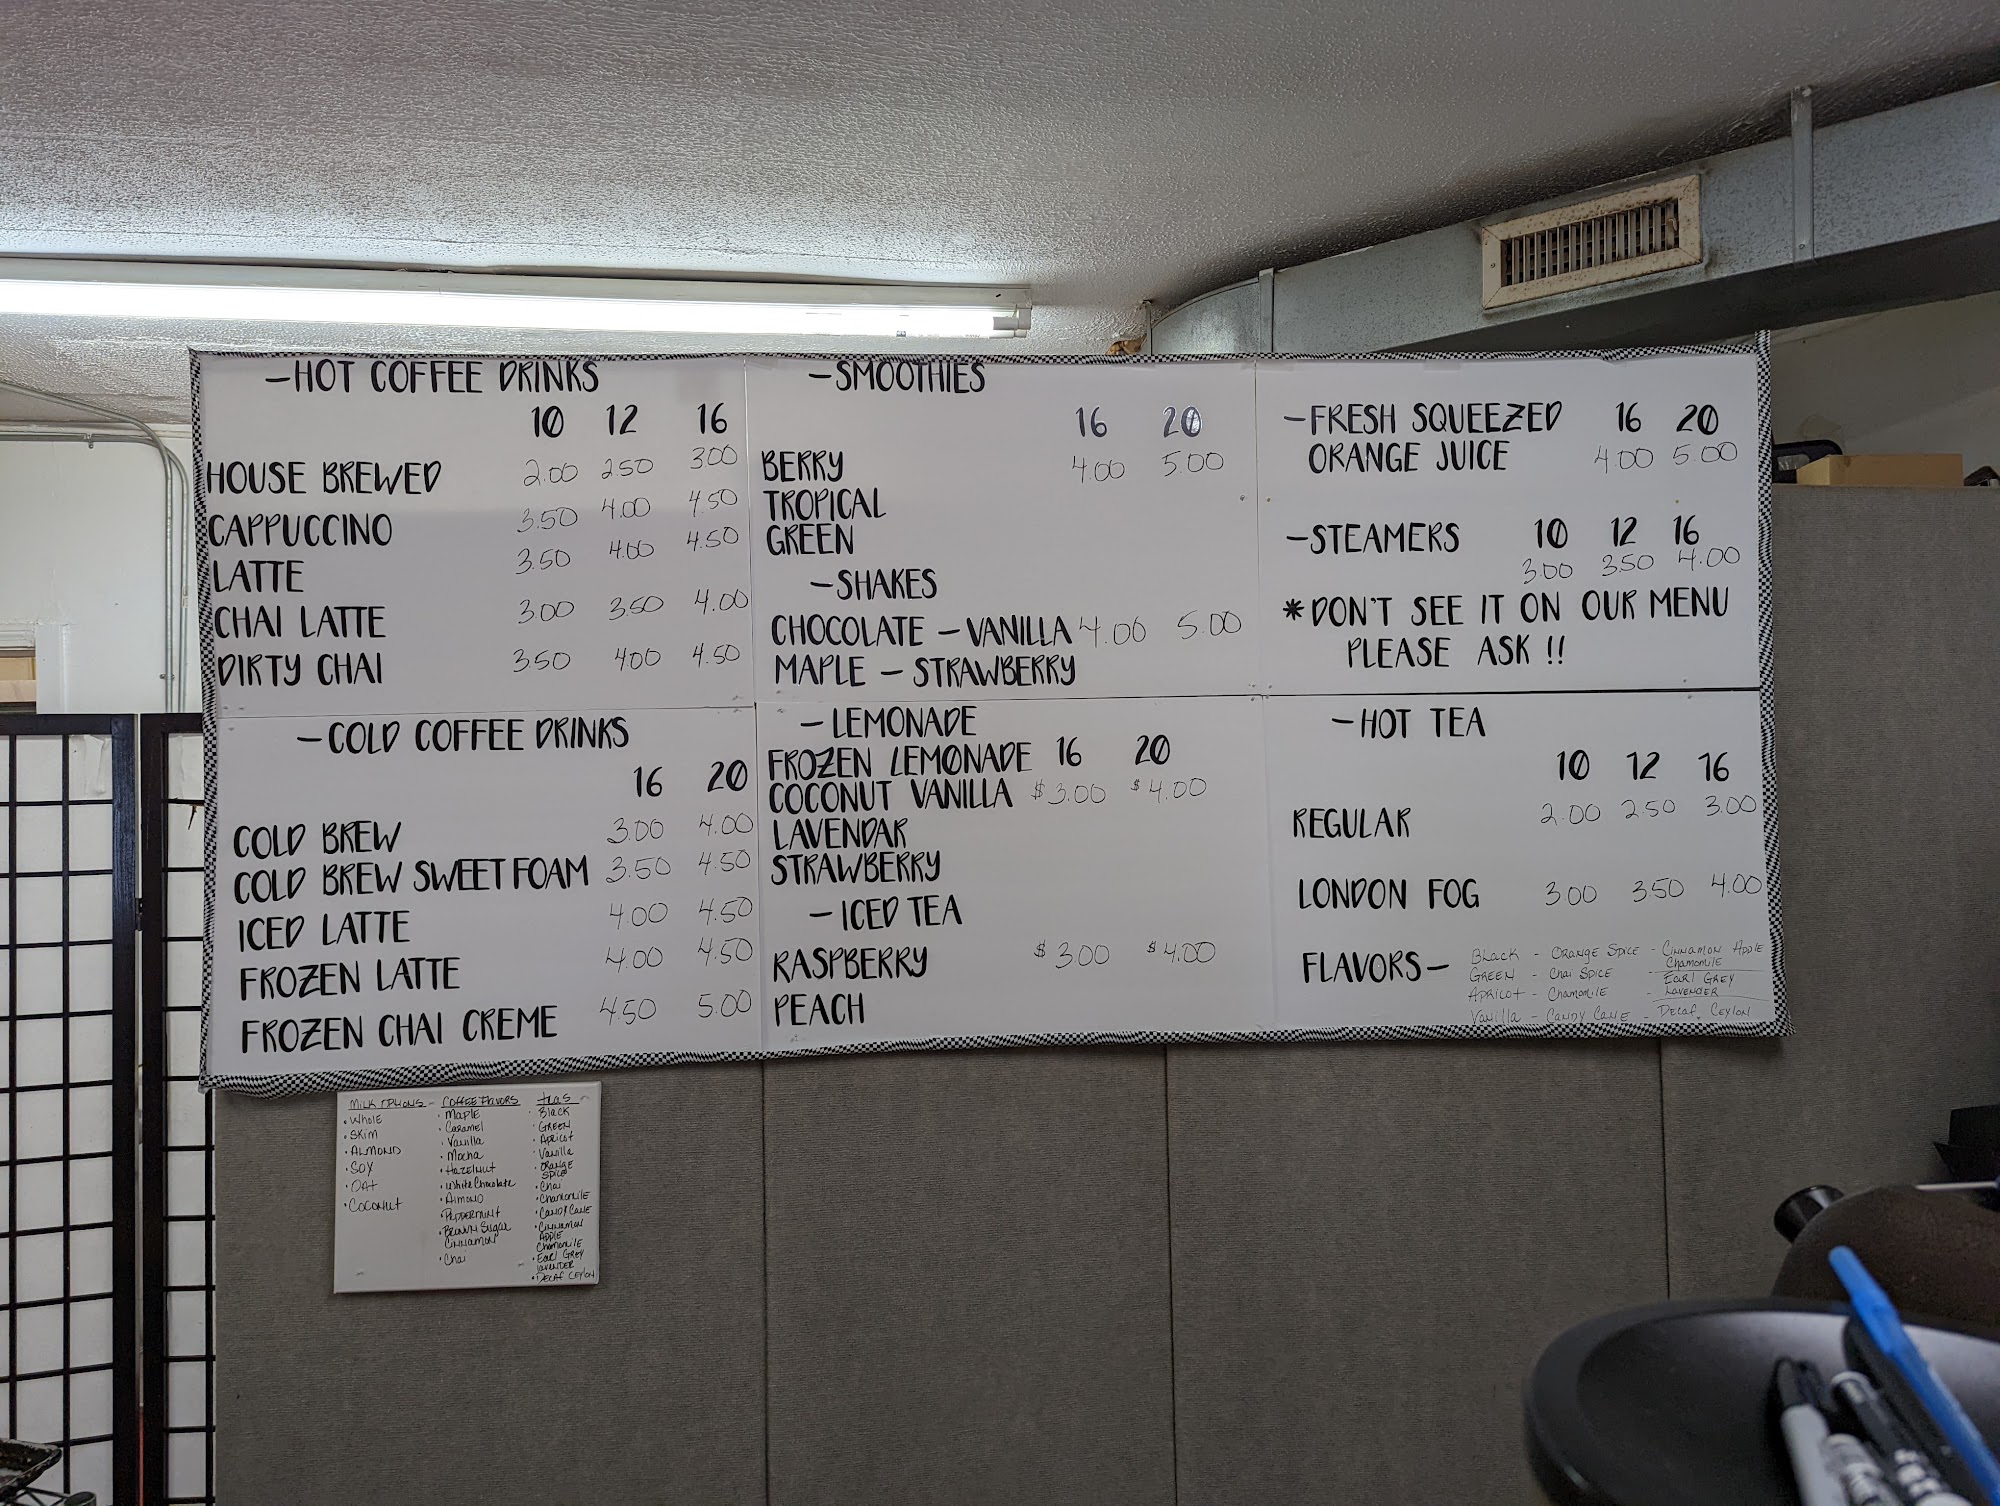 -HOT COFFEE DRINKS
10 12 16
HOUSE BREWED 2.00 2.50 3.00
CAPPUCCINO 3.50 4.00 4.50
LATTE 3.50 4.00 4.50
CHAI LATTE 3.00 3.50 4.00
DIRTY CHAI 3.50 4.00 4.50
-COLD COFFEE DRINKS
16 20
COLD BREW 3.00 4.00
COLD BREW SWEET FOAM 3.50 4.50
ICED LATTE 4.00 4.50
FROZEN LATTE 4.00 4.50
FROZEN CHAI CREME 4.50 5.00
-SMOOTHIES
16 20
BERRY 4.00 5.00
TROPICAL
GREEN
-SHAKES
CHOCOLATE - VANILLA 4.00 5.00
MAPLE - STRAWBERRY
-LEMONADE
FROZEN LEMONADE 16 20
COCONUT VANILLA $3.00 $4.00
LAVENDAR
STRAWBERRY
-ICED TEA
RASPBERRY $3.00 $4.00
PEACH
-FRESH SQUEEZED 16 20
ORANGE JUICE 4.00 5.00
-STEAMERS 10 12 16
3.00 3.50 4.00
*DON'T SEE IT ON OUR MENU
PLEASE ASK !!
-HOT TEA
10 12 16
REGULAR 2.00 2.50 3.00
LONDON FOG 3.00 3.50 4.00
FLAVORS- Black - Orange Spice - Cinnamon Apple
Chamomile
Green - Chai Spice - Earl Grey
Apricot - Chamomile - Lavender
Vanilla - Candy Cane - Decaf. Ceylon
Milk Options -
• Whole
• Skim
• Almond
• Soy
• Oat
• Coconut
Coffee Flavors
• Maple
• Caramel
• Vanilla
• Mocha
• Hazelnut
• White Chocolate
• Almond
• Peppermint
• Brown Sugar
Cinnamon
• Chai
Teas
• Black
• Green
• Apricot
• Vanilla
• Orange
Spice
• Chai
• Chamomile
• Candy Cane
• Cinnamon
Apple
Chamomile
• Earl Grey
Lavender
• Decaf Ceylon